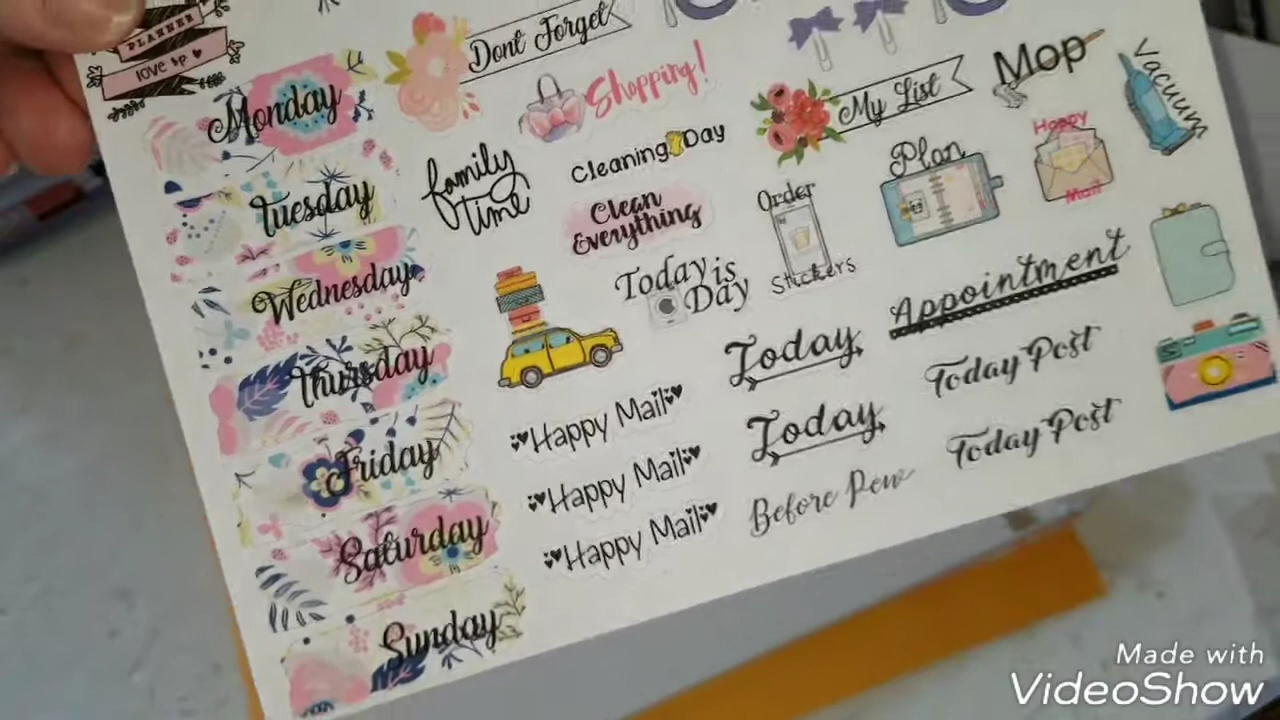 PLANNER
love sp
Monday
Tuesday
Wednesday
Thursday
Friday
Saturday
Sunday
Dont Forget
Shopping!
family
Time
Cleaning Day
Clean
Everything
Today is
Day
Happy Mail
Happy Mail
Happy Mail
My List
Order
Stickers
Plan
Today
Today
Before Pen
Mop
Vacuum
Happy
Mail
Appointment
Today Post
Today Post
Made with
VideoShow